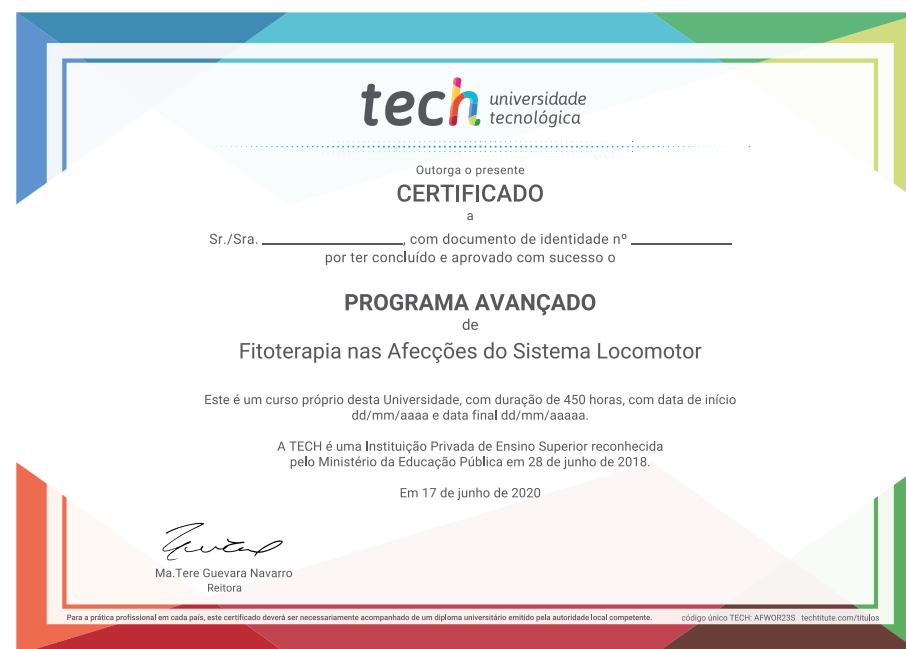 tech universidade
tecnológica
Outorga o presente
CERTIFICADO
a
Sr./Sra. ____________, com documento de identidade nº ____________
por ter concluído e aprovado com sucesso o
PROGRAMA AVANÇADO
de
Fitoterapia nas Afecções do Sistema Locomotor
Este é um curso próprio desta Universidade, com duração de 450 horas, com data de início
dd/mm/aaaa e data final dd/mm/aaaaa.
A TECH é uma Instituição Privada de Ensino Superior reconhecida
pelo Ministério da Educação Pública em 28 de junho de 2018.
Em 17 de junho de 2020
Ma.Tere Guevara Navarro
Reitora
Para a prática profissional em cada país, este certificado deverá ser necessariamente acompanhado de um diploma universitário emitido pela autoridade local competente. código único TECH: AFWOR23S techtitute.com/titulos